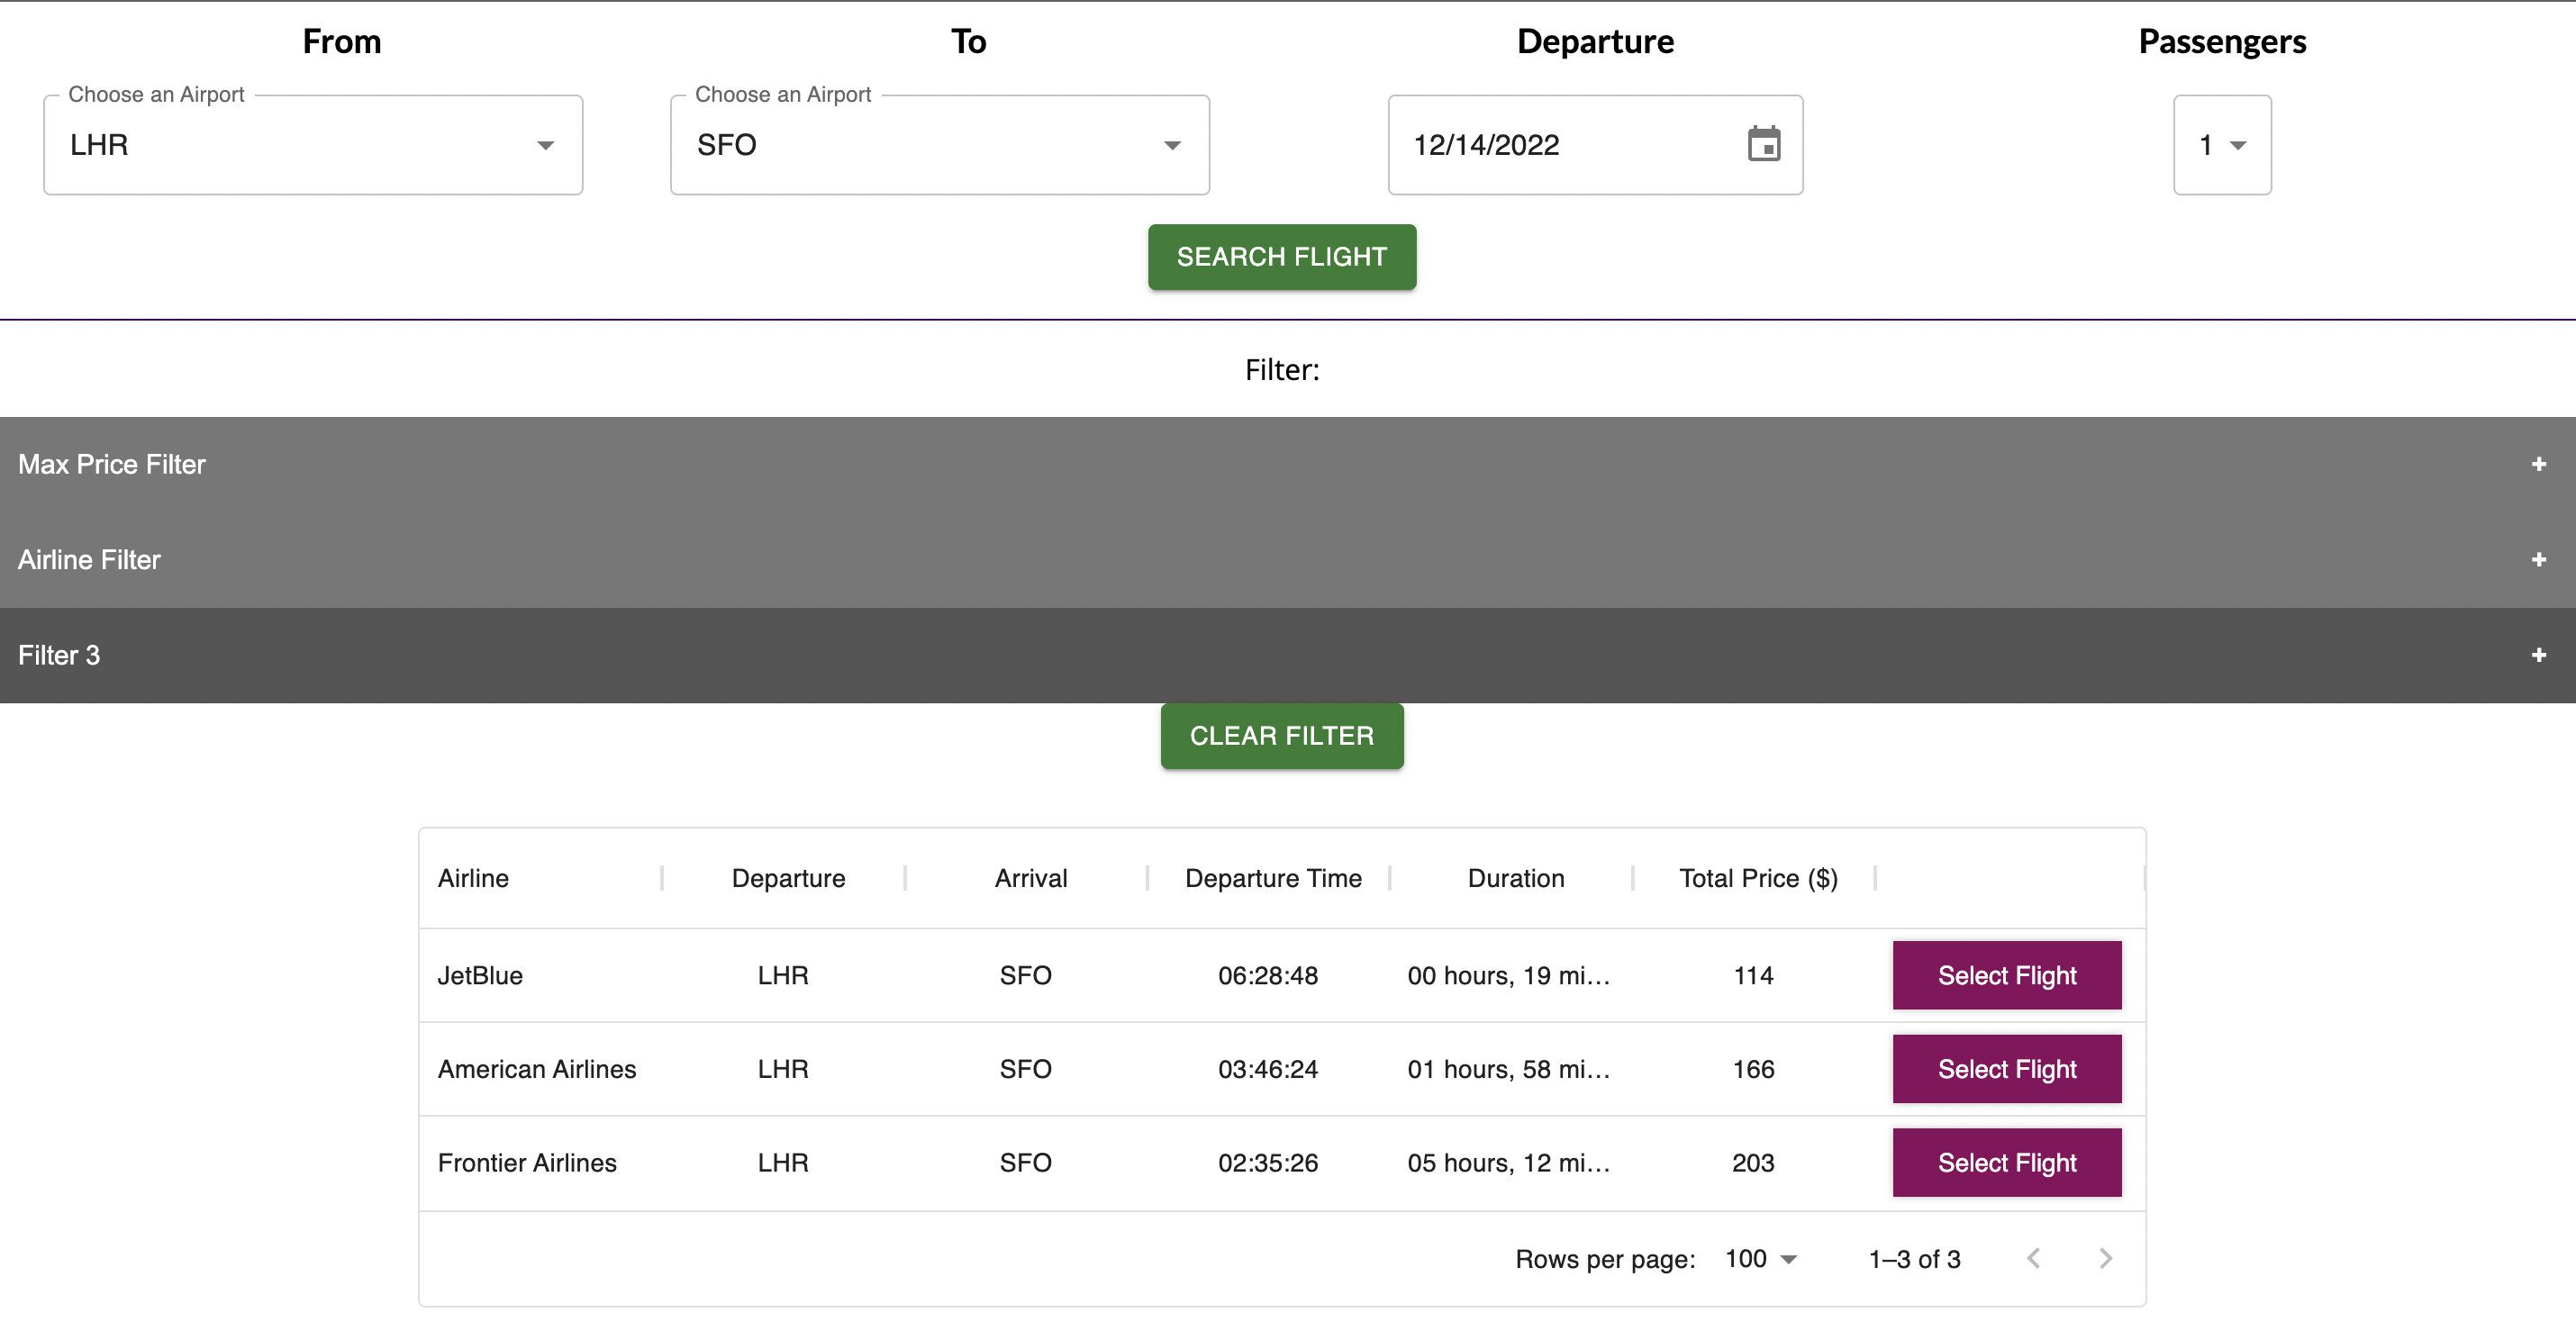 From To Departure Passengers
Choose an Airport Choose an Airport
LHR SFO 12/14/2022 1
SEARCH FLIGHT
Filter:
Max Price Filter +
Airline Filter +
Filter 3 +
CLEAR FILTER
Airline Departure Arrival Departure Time Duration Total Price ($)
JetBlue LHR SFO 06:28:48 00 hours, 19 mi... 114 Select Flight
American Airlines LHR SFO 03:46:24 01 hours, 58 mi... 166 Select Flight
Frontier Airlines LHR SFO 02:35:26 05 hours, 12 mi... 203 Select Flight
Rows per page: 100 1–3 of 3